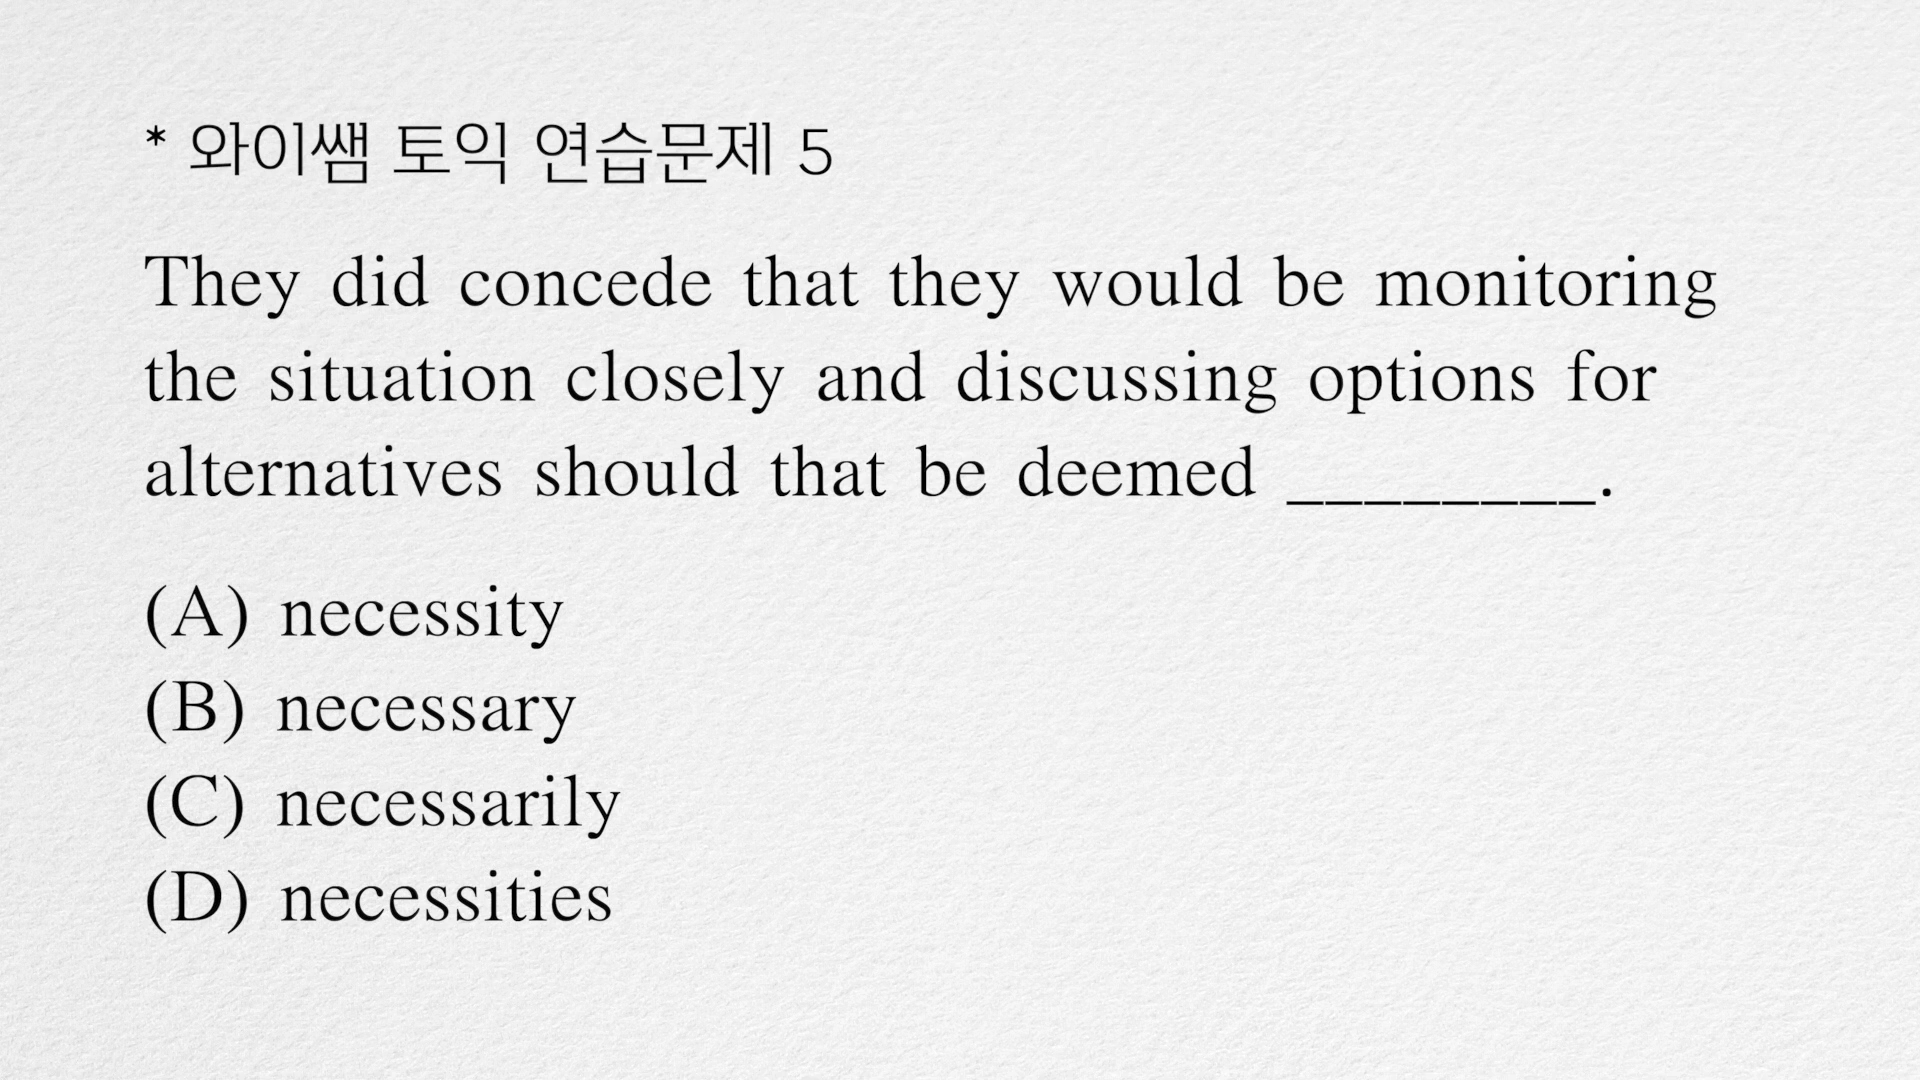 * 와이쌤 토익 연습문제 5
They did concede that they would be monitoring
the situation closely and discussing options for
alternatives should that be deemed ________.
(A) necessity
(B) necessary
(C) necessarily
(D) necessities